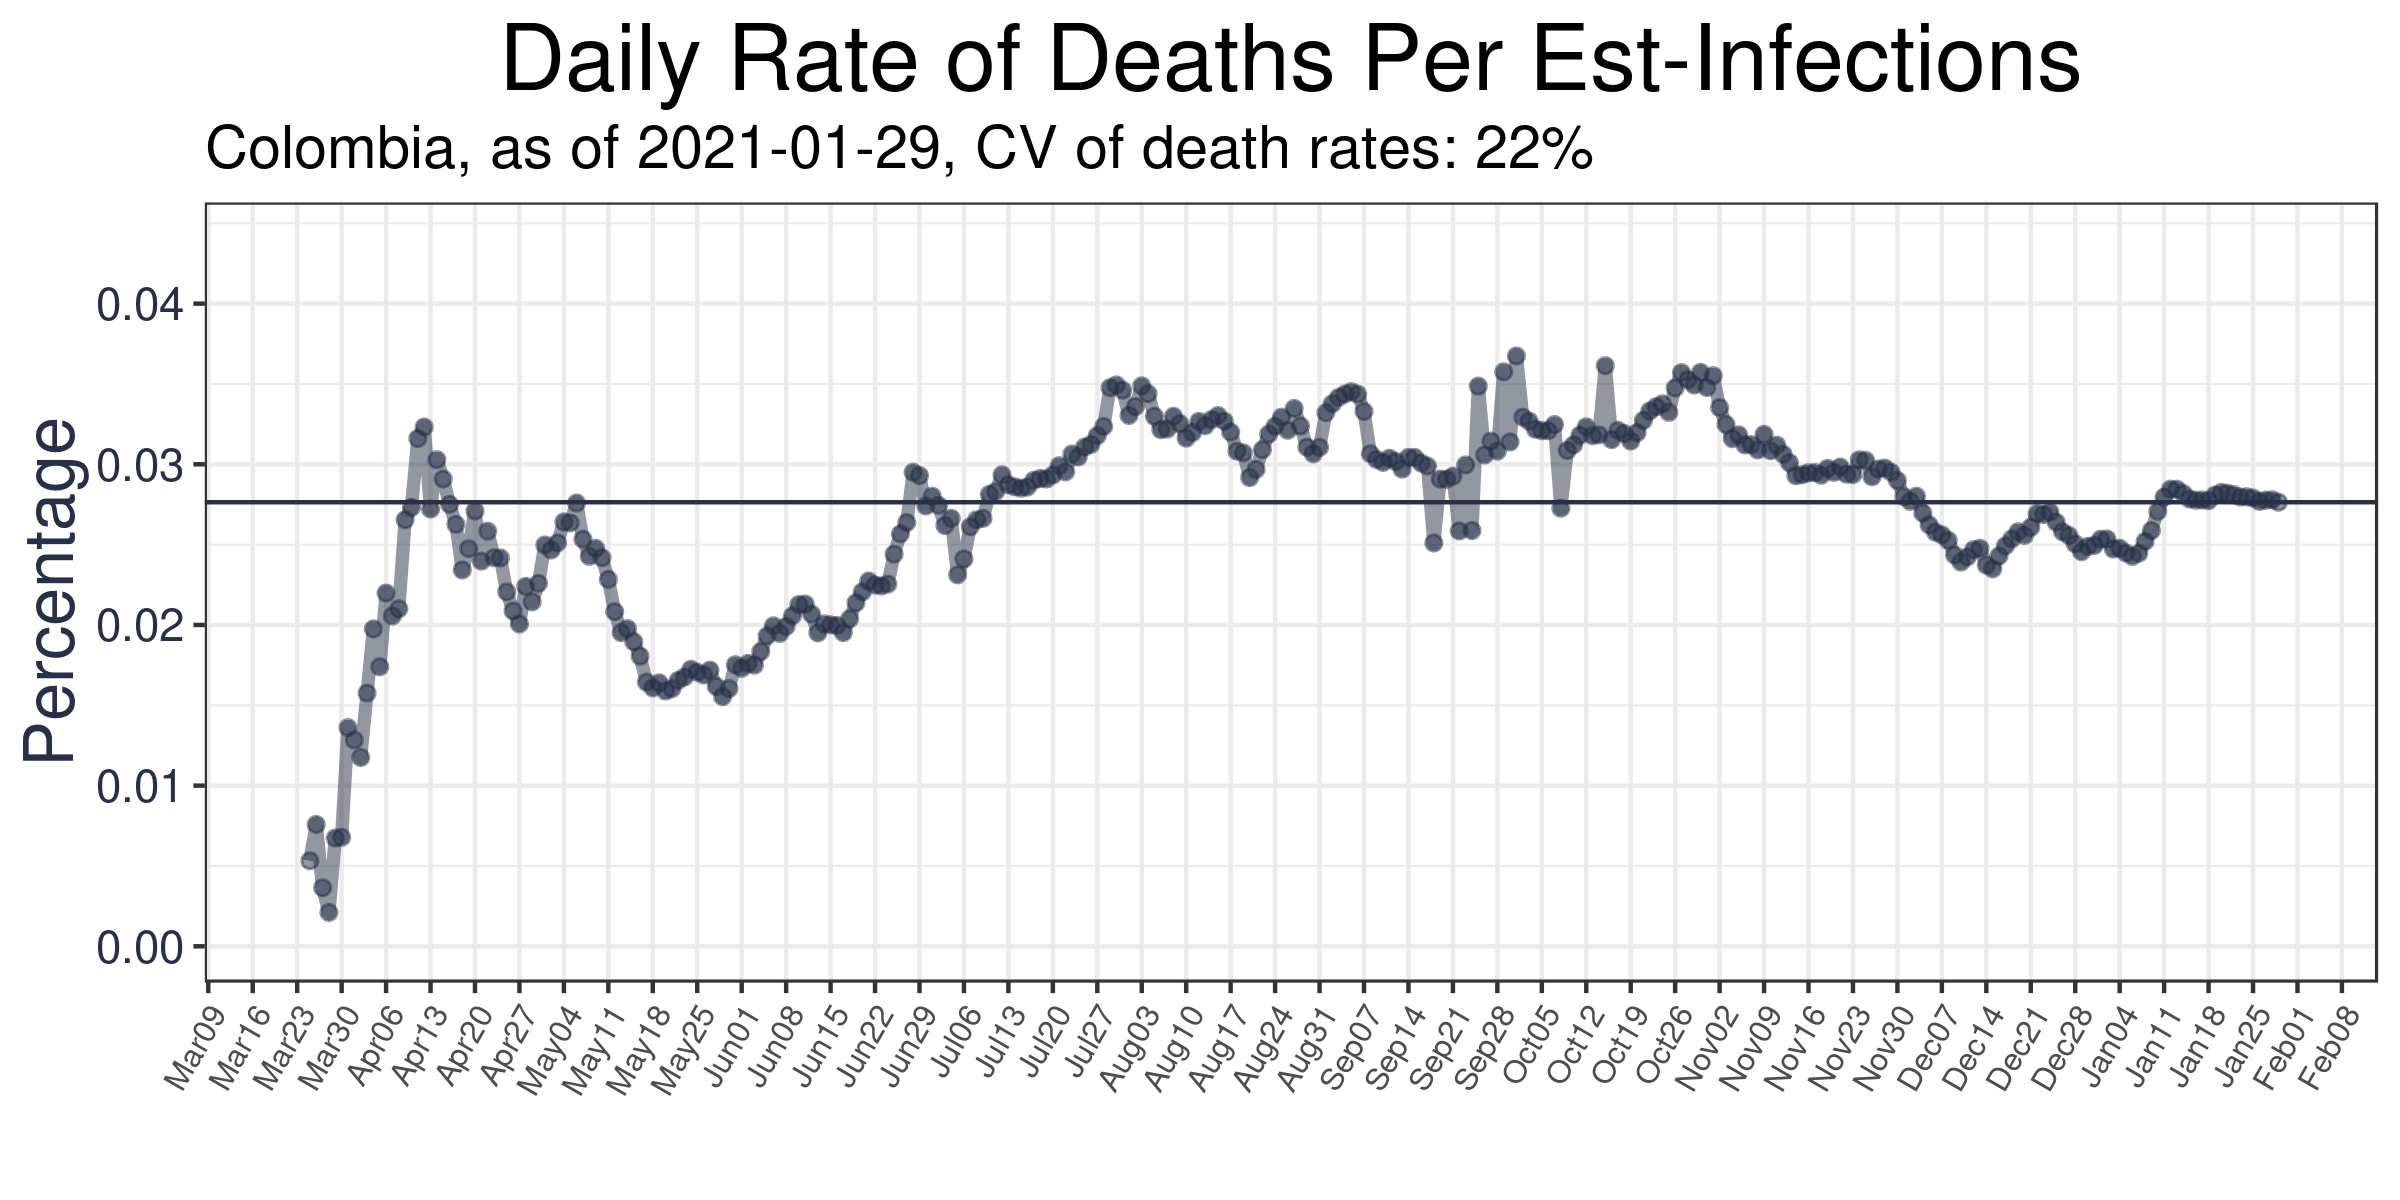 Daily Rate of Deaths Per Est-Infections
Colombia, as of 2021-01-29, CV of death rates: 22%
Percentage
0.04
0.03
0.02
0.01
0.00
Mar09
Mar16
Mar23
Mar30
Apr06
Apr13
Apr20
Apr27
May04
May11
May18
May25
Jun01
Jun08
Jun15
Jun22
Jun29
Jul06
Jul13
Jul20
Jul27
Aug03
Aug10
Aug17
Aug24
Aug31
Sep07
Sep14
Sep21
Sep28
Oct05
Oct12
Oct19
Oct26
Nov02
Nov09
Nov16
Nov23
Nov30
Dec07
Dec14
Dec21
Dec28
Jan04
Jan11
Jan18
Jan25
Feb01
Feb08